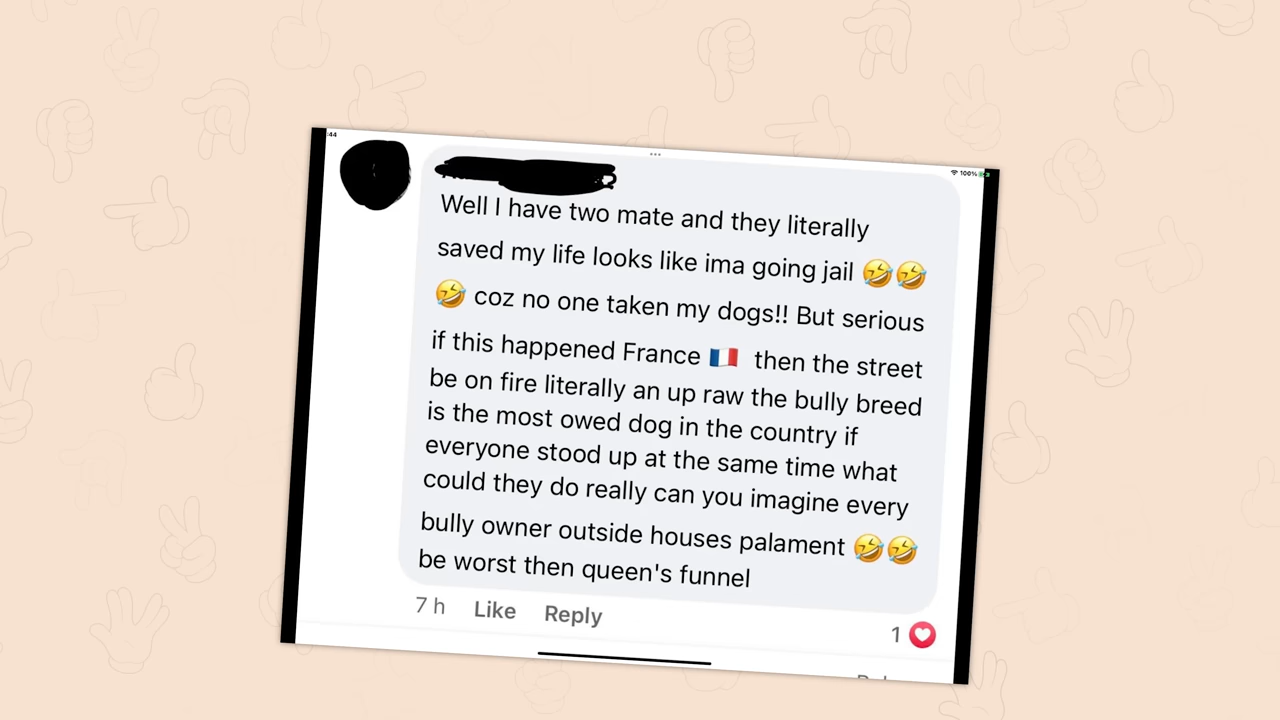 :44
100%
Well I have two mate and they literally
saved my life looks like ima going jail 🤣🤣
🤣 coz no one taken my dogs!! But serious
if this happened France 🇫🇷 then the street
be on fire literally an up raw the bully breed
is the most owed dog in the country if
everyone stood up at the same time what
could they do really can you imagine every
bully owner outside houses palament 🤣🤣
be worst then queen's funnel
7 h Like Reply
1